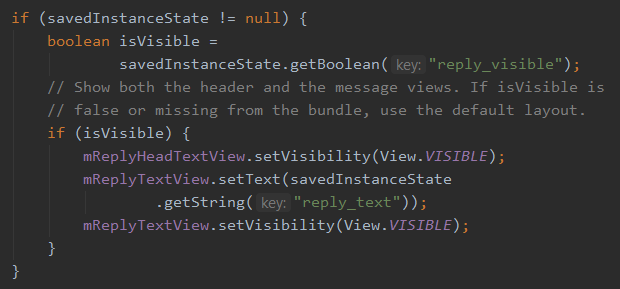 if (savedInstanceState != null) {
boolean isVisible =
savedInstanceState.getBoolean( key: "reply_visible");
// Show both the header and the message views. If isVisible is
// false or missing from the bundle, use the default layout.
if (isVisible) {
mReplyHeadTextView.setVisibility(View.VISIBLE);
mReplyTextView.setText(savedInstanceState
.getString( key: "reply_text"));
mReplyTextView.setVisibility(View.VISIBLE);
}
}